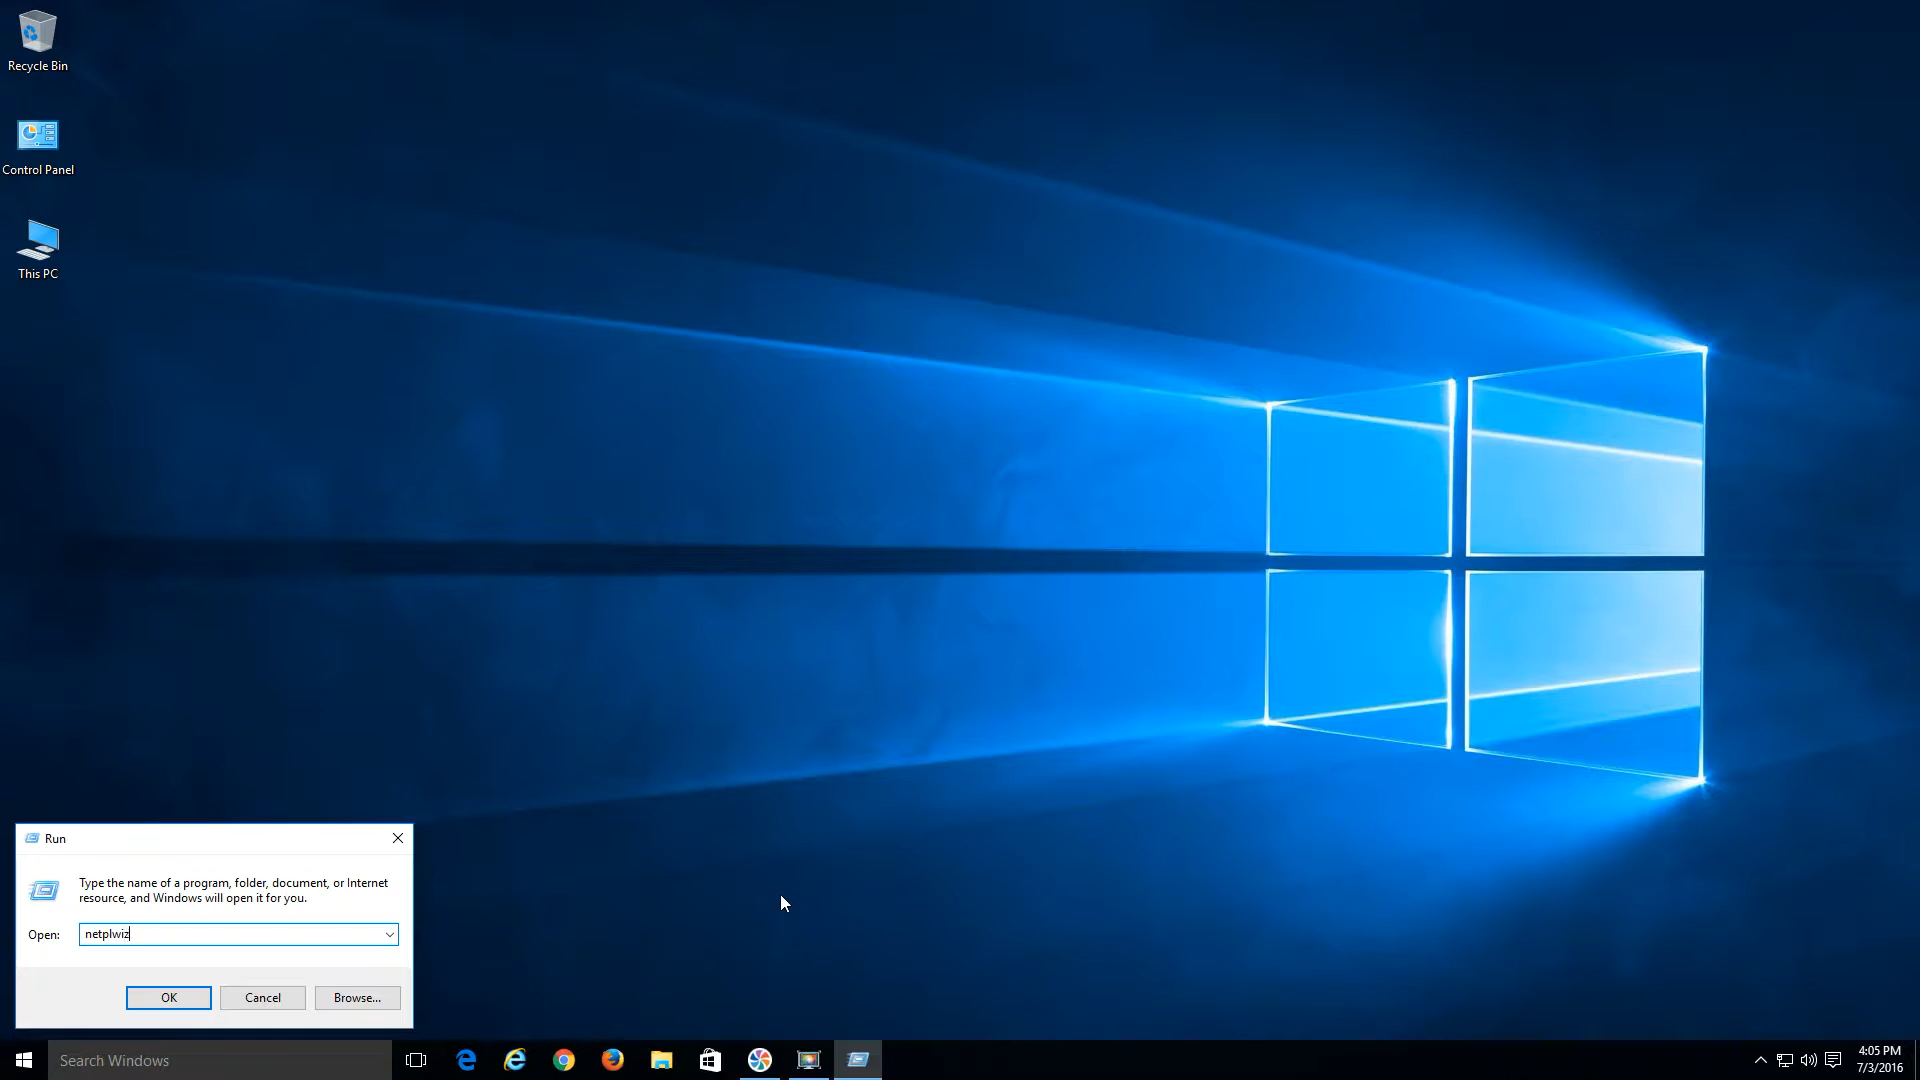 Recycle Bin
Control Panel
This PC
Run
Type the name of a program, folder, document, or Internet
resource, and Windows will open it for you.
Open:
netplwiz
OK
Cancel
Browse...
Search Windows
4:05 PM
7/3/2016